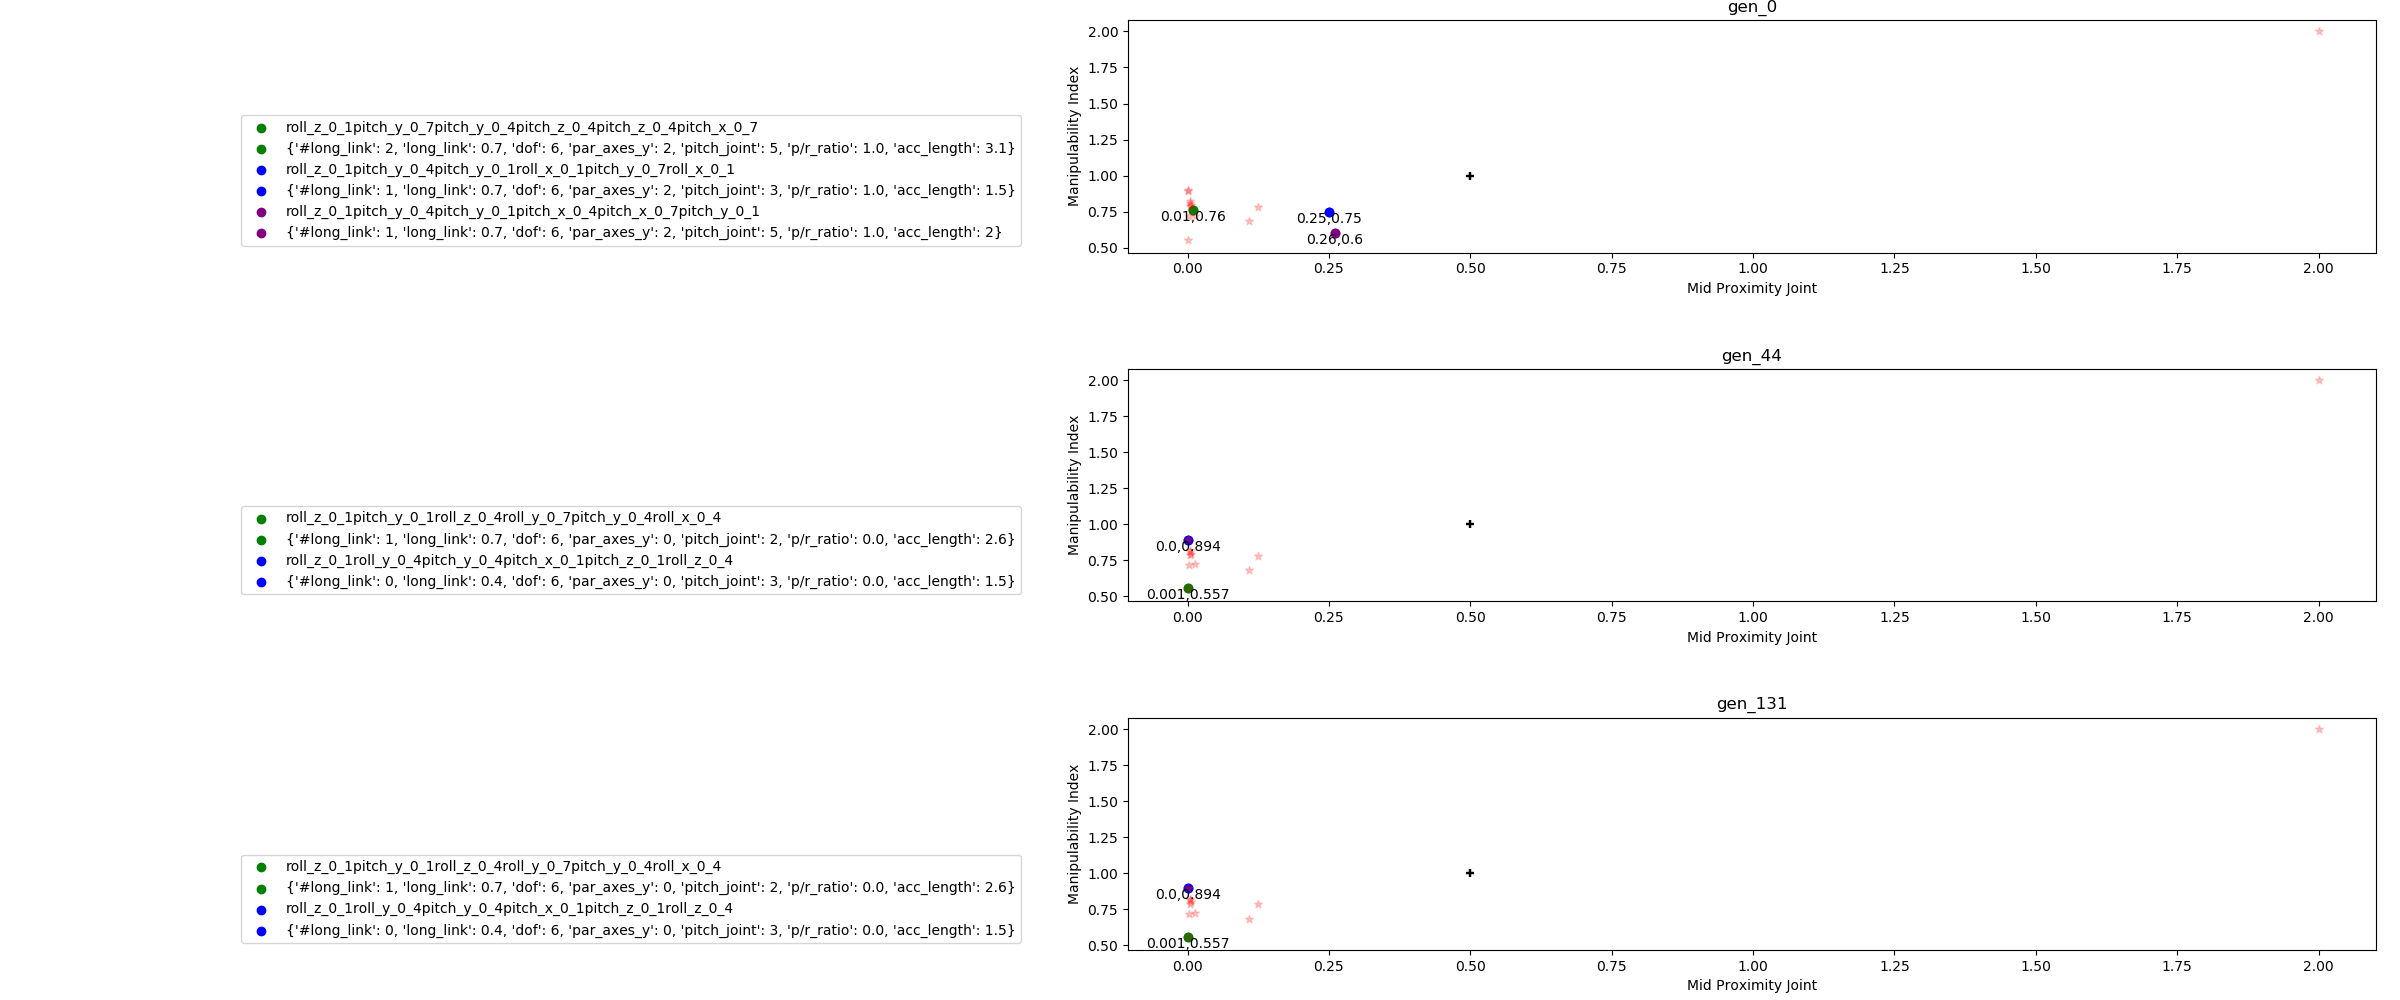 gen_0
roll_z_0_1pitch_y_0_7pitch_y_0_4pitch_z_0_4pitch_z_0_4pitch_x_0_7
{'#long_link': 2, 'long_link': 0.7, 'dof': 6, 'par_axes_y': 2, 'pitch_joint': 5, 'p/r_ratio': 1.0, 'acc_length': 3.1}
roll_z_0_1pitch_y_0_4pitch_y_0_1roll_x_0_1pitch_y_0_7roll_x_0_1
{'#long_link': 1, 'long_link': 0.7, 'dof': 6, 'par_axes_y': 2, 'pitch_joint': 3, 'p/r_ratio': 1.0, 'acc_length': 1.5}
roll_z_0_1pitch_y_0_4pitch_y_0_1pitch_x_0_4pitch_x_0_7pitch_y_0_1
{'#long_link': 1, 'long_link': 0.7, 'dof': 6, 'par_axes_y': 2, 'pitch_joint': 5, 'p/r_ratio': 1.0, 'acc_length': 2}
Manipulability Index
2.00
1.75
1.50
1.25
1.00
0.75
0.50
0.01,0.76
0.25,0.75
0.26,0.6
0.00 0.25 0.50 0.75 1.00 1.25 1.50 1.75 2.00
Mid Proximity Joint
gen_44
roll_z_0_1pitch_y_0_1roll_z_0_4roll_y_0_7pitch_y_0_4roll_x_0_4
{'#long_link': 1, 'long_link': 0.7, 'dof': 6, 'par_axes_y': 0, 'pitch_joint': 2, 'p/r_ratio': 0.0, 'acc_length': 2.6}
roll_z_0_1roll_y_0_4pitch_y_0_4pitch_x_0_1pitch_z_0_1roll_z_0_4
{'#long_link': 0, 'long_link': 0.4, 'dof': 6, 'par_axes_y': 0, 'pitch_joint': 3, 'p/r_ratio': 0.0, 'acc_length': 1.5}
Manipulability Index
2.00
1.75
1.50
1.25
1.00
0.75
0.50
0.0,0.894
0.001,0.557
0.00 0.25 0.50 0.75 1.00 1.25 1.50 1.75 2.00
Mid Proximity Joint
gen_131
roll_z_0_1pitch_y_0_1roll_z_0_4roll_y_0_7pitch_y_0_4roll_x_0_4
{'#long_link': 1, 'long_link': 0.7, 'dof': 6, 'par_axes_y': 0, 'pitch_joint': 2, 'p/r_ratio': 0.0, 'acc_length': 2.6}
roll_z_0_1roll_y_0_4pitch_y_0_4pitch_x_0_1pitch_z_0_1roll_z_0_4
{'#long_link': 0, 'long_link': 0.4, 'dof': 6, 'par_axes_y': 0, 'pitch_joint': 3, 'p/r_ratio': 0.0, 'acc_length': 1.5}
Manipulability Index
2.00
1.75
1.50
1.25
1.00
0.75
0.50
0.0,0.894
0.001,0.557
0.00 0.25 0.50 0.75 1.00 1.25 1.50 1.75 2.00
Mid Proximity Joint